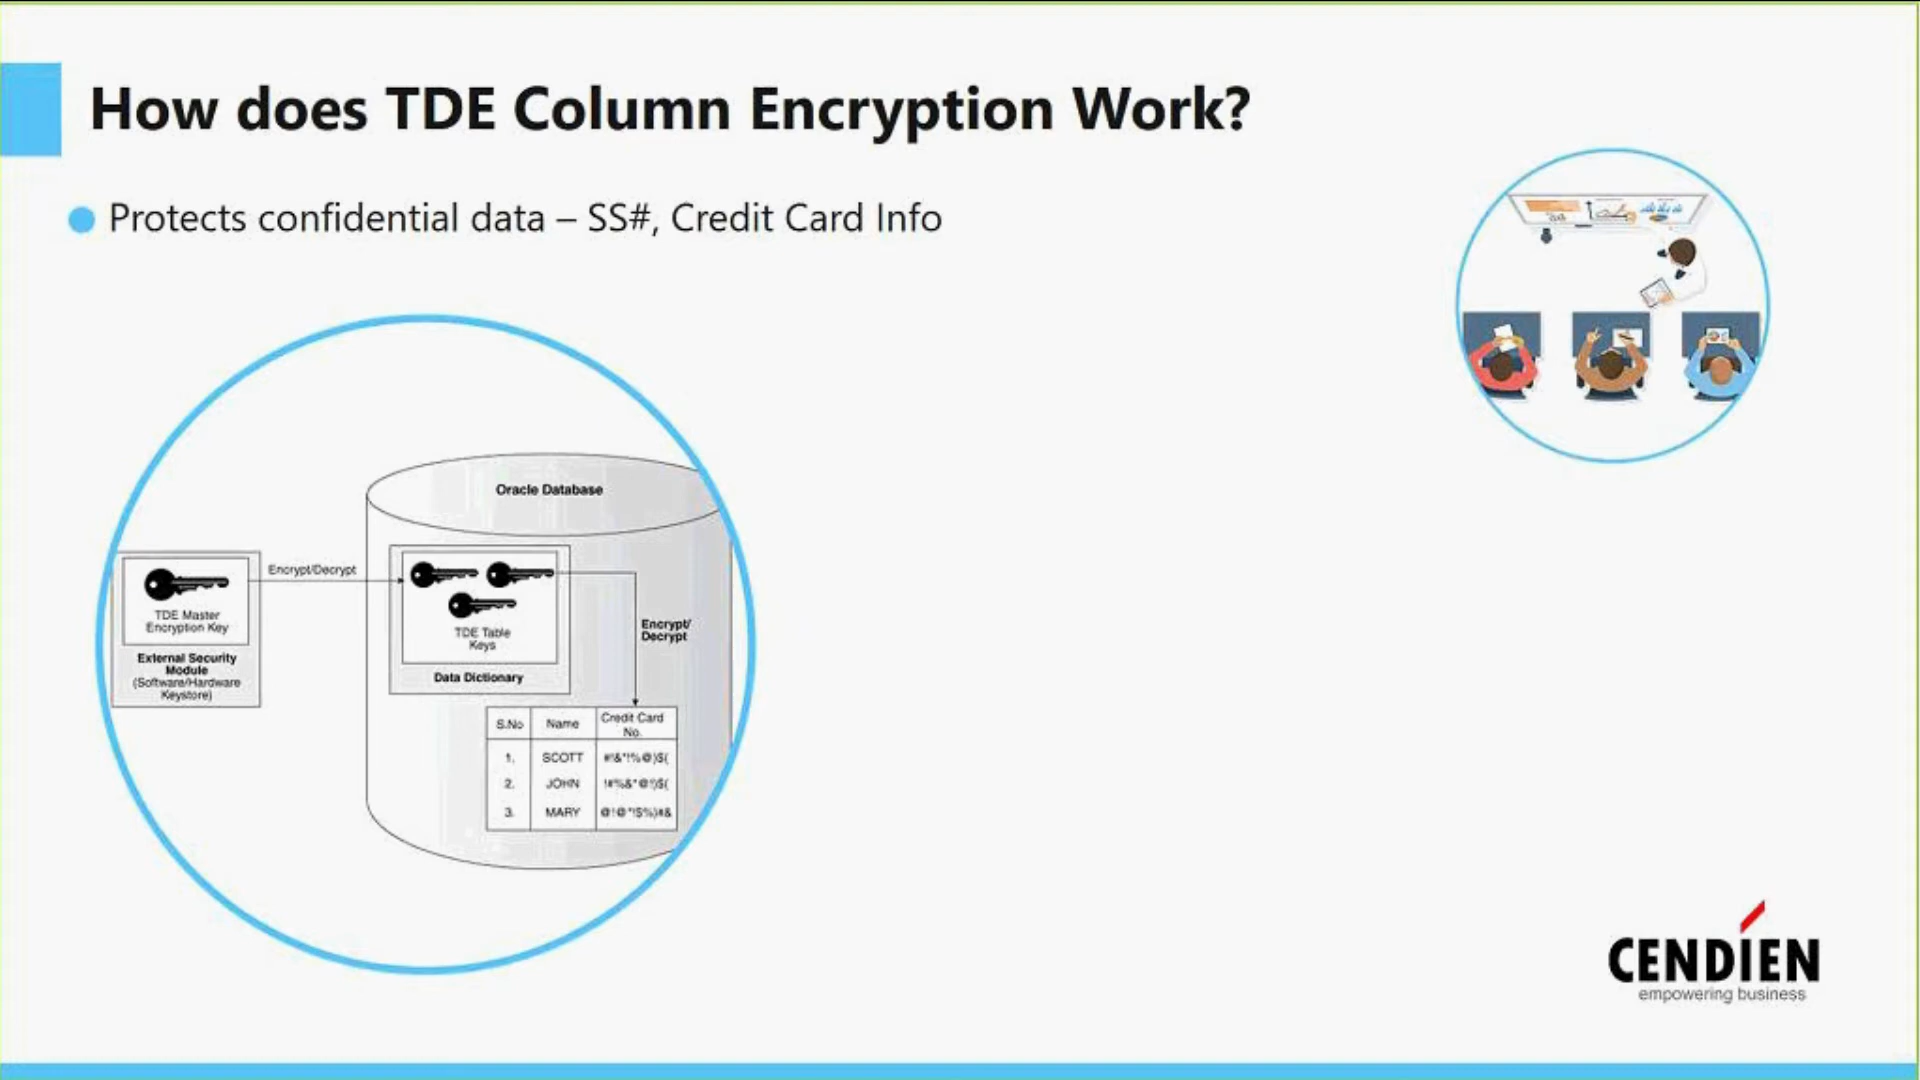 How does TDE Column Encryption Work?
Protects confidential data – SS#, Credit Card Info
Oracle Database
Encrypt/Decrypt
TDE Master
Encryption Key
External Security
Module
(Software/Hardware
Keystore)
TDE Table
Keys
Data Dictionary
Encrypt/
Decrypt
S.No Name Credit Card
No.
1. SCOTT
2. JOHN
3. MARY
CENDIEN
empowering business